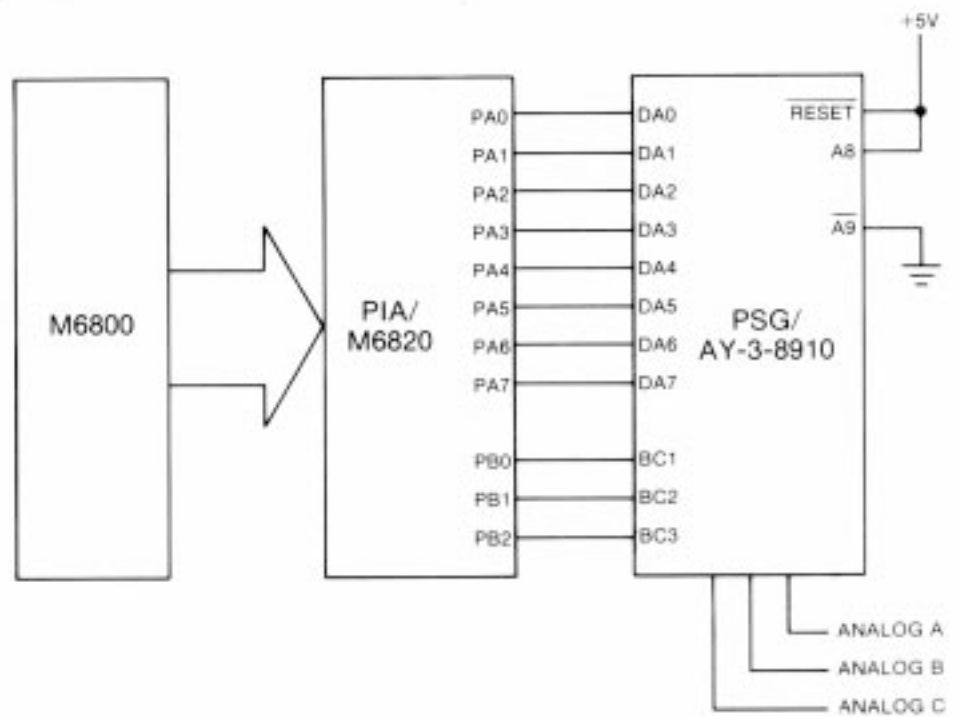 +5V
M6800
PIA/
M6820
PA0
PA1
PA2
PA3
PA4
PA5
PA6
PA7
PB0
PB1
PB2
DA0
DA1
DA2
DA3
DA4
DA5
DA6
DA7
BC1
BC2
BC3
PSG/
AY-3-8910
RESET
A8
A9
ANALOG A
ANALOG B
ANALOG C